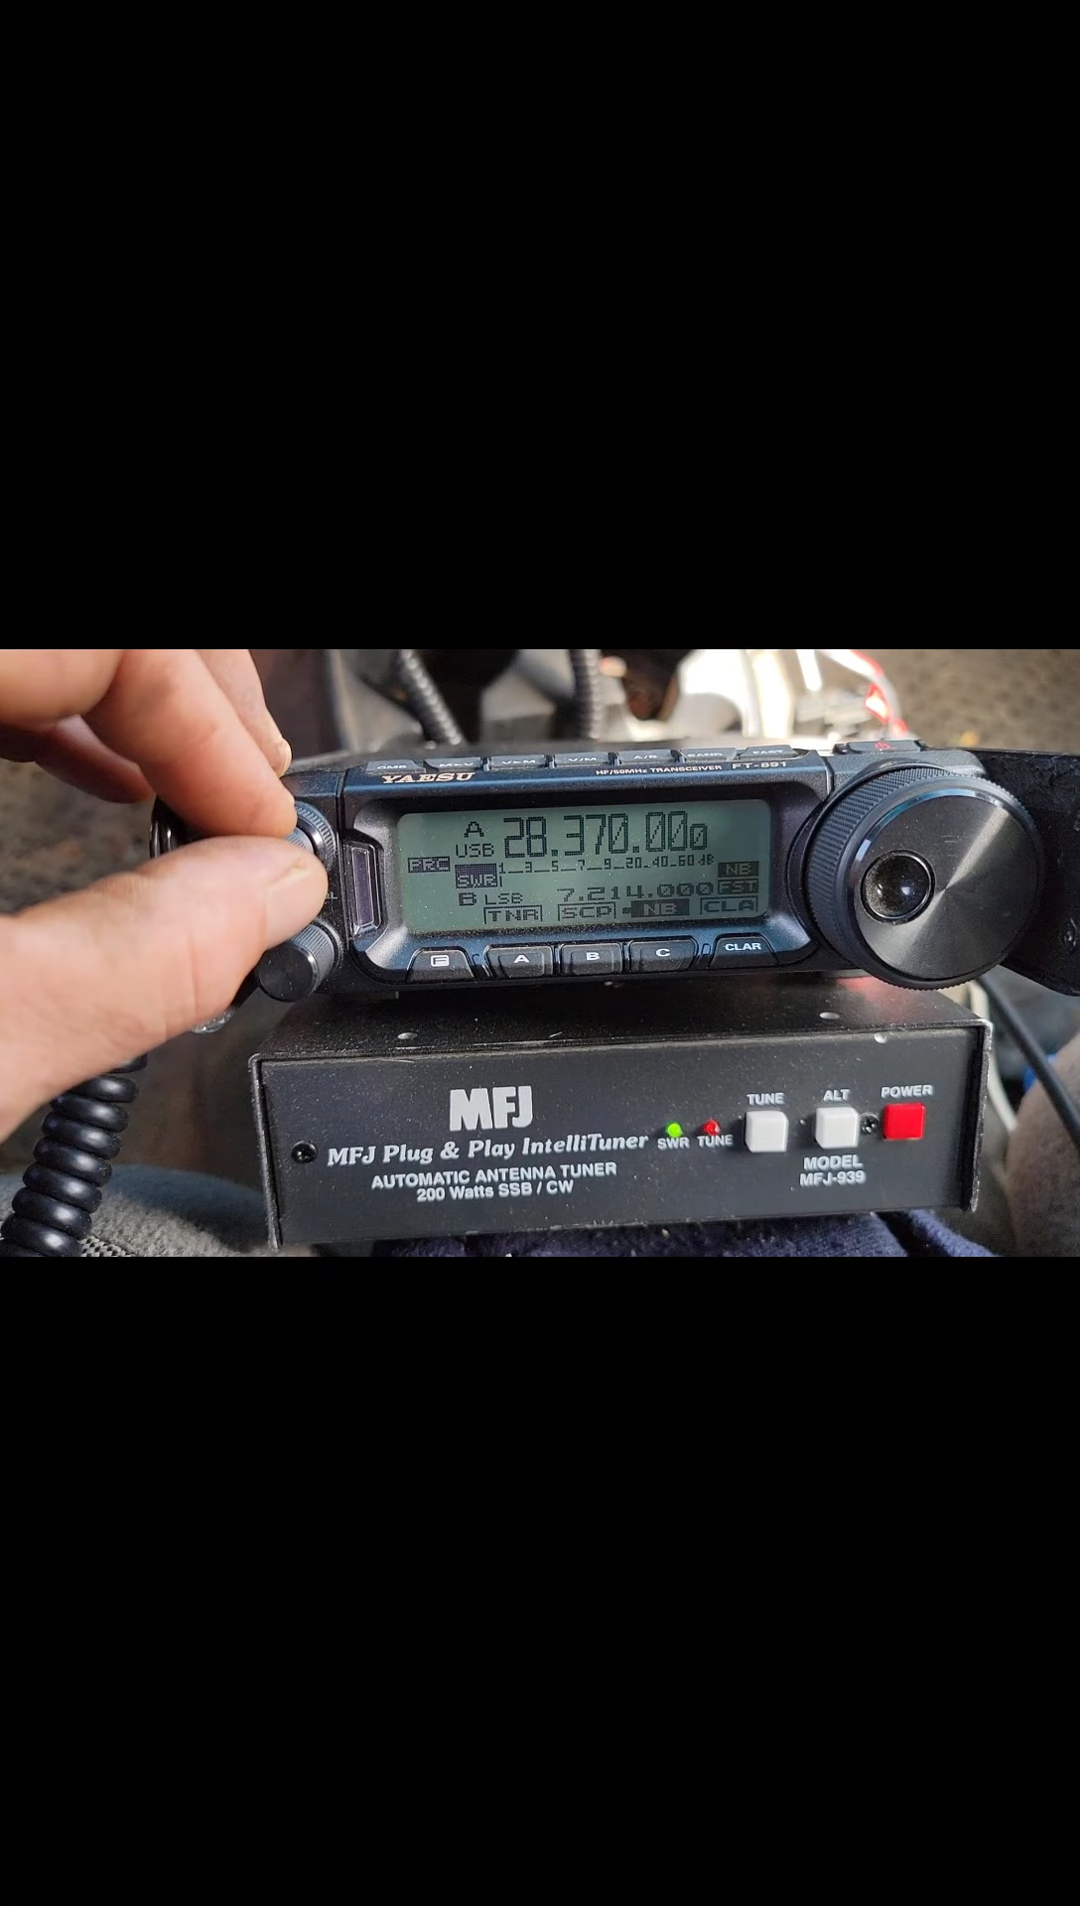 YAESU
V/M
A/B
HF/50MHz TRANSCEIVER FT-891
A 28.370.000
USB
PRC
SWR 1 3 5 7 9 20 40 60 dB NB
B LSB 7.214.000 FST
TNR SCP NB CLA
F A B C CLAR
MFJ
MFJ Plug & Play IntelliTuner
AUTOMATIC ANTENNA TUNER
200 Watts SSB / CW
SWR TUNE
TUNE ALT POWER
MODEL
MFJ-939